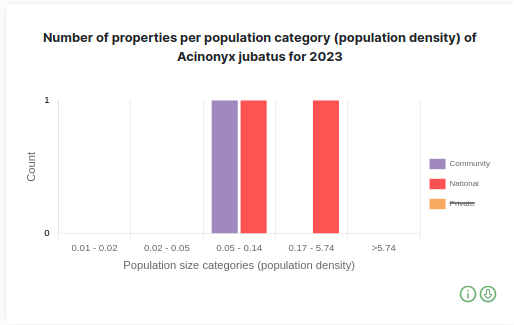 Number of properties per population category (population density) of
Acinonyx jubatus for 2023
1
0
Count
0.01 - 0.02
0.02 - 0.05
0.05 - 0.14
0.17 - 5.74
>5.74
Population size categories (population density)
Community
National
Private